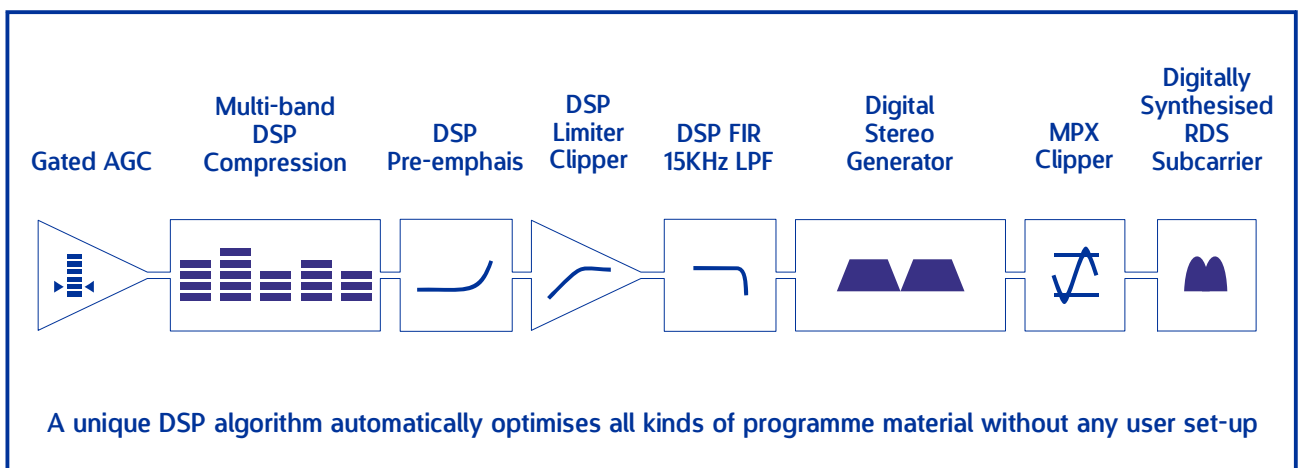 Gated AGC
Multi-band
DSP
Compression
DSP
Pre-emphais
DSP
Limiter
Clipper
DSP FIR
15KHz LPF
Digital
Stereo
Generator
MPX
Clipper
Digitally
Synthesised
RDS
Subcarrier
A unique DSP algorithm automatically optimises all kinds of programme material without any user set-up